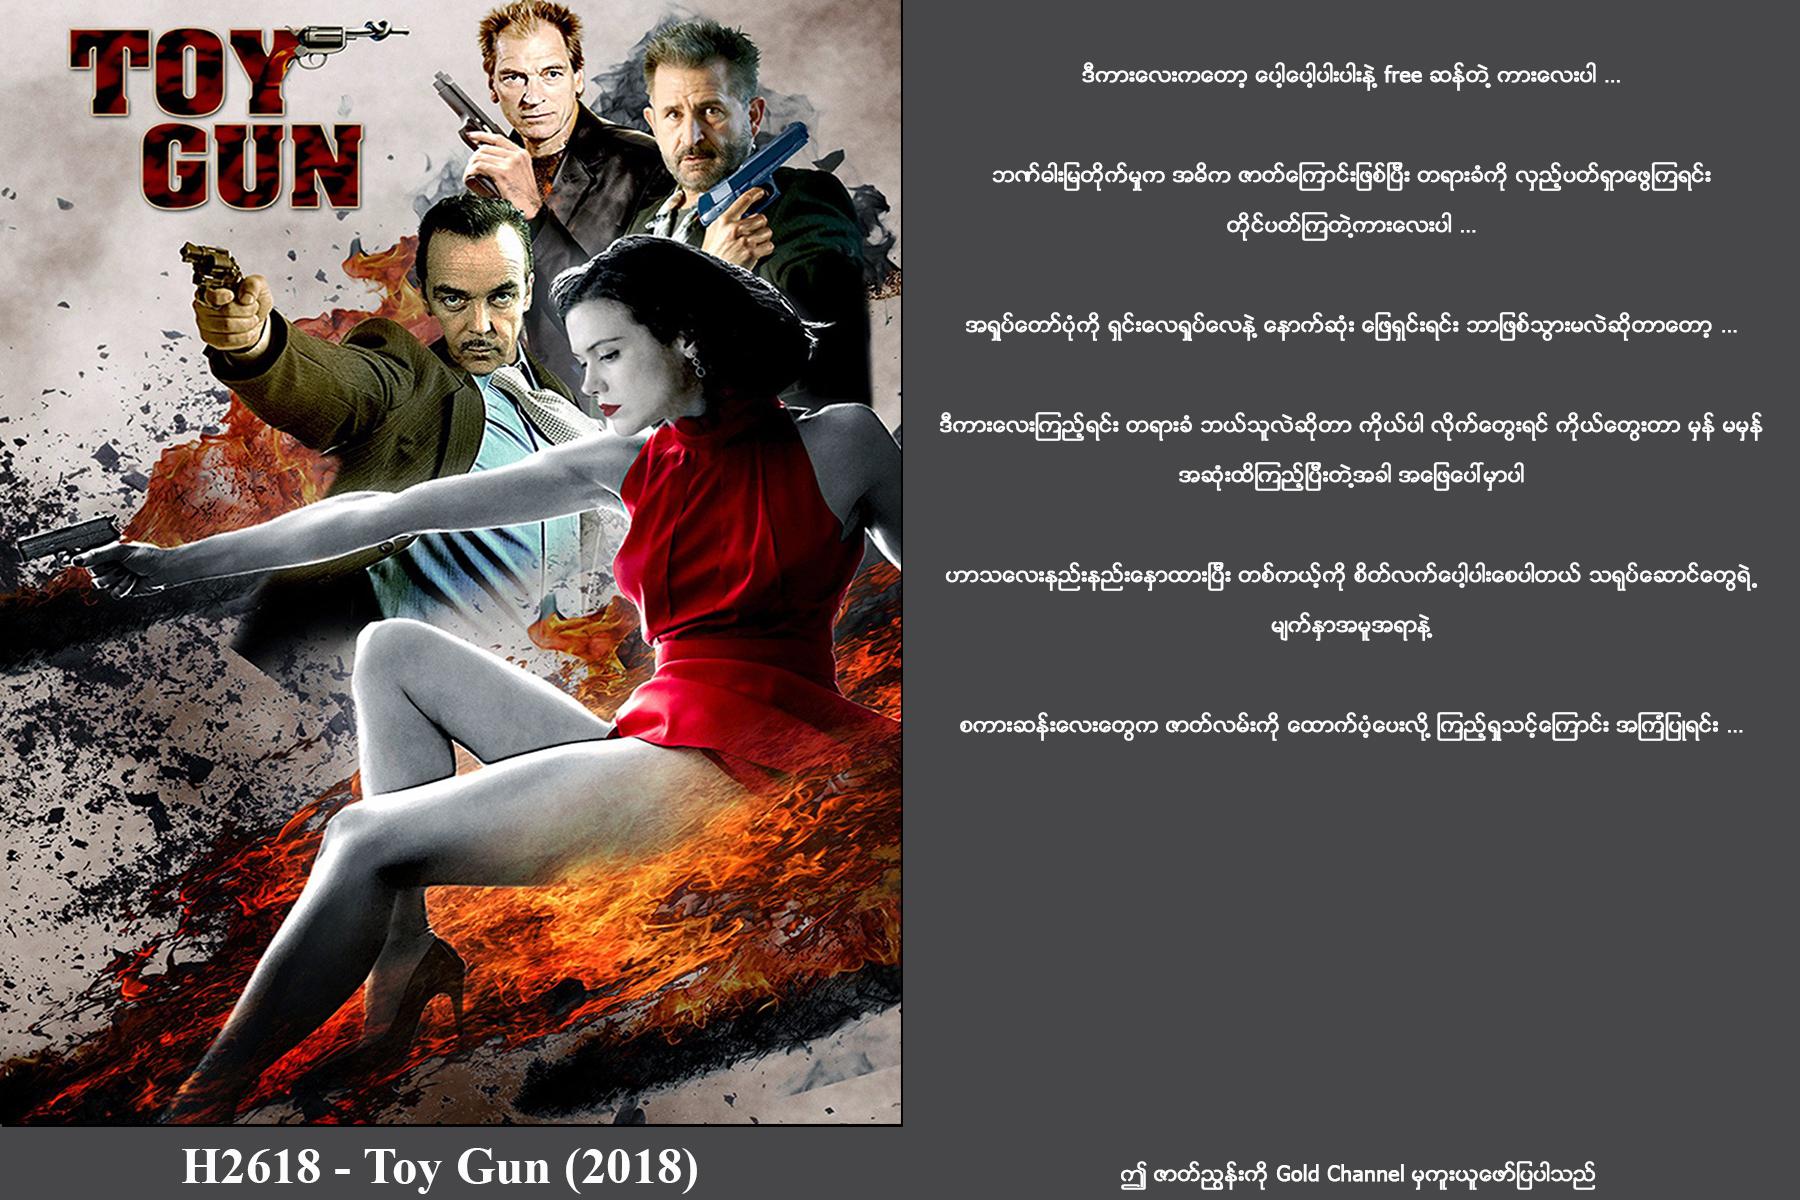 TOY
GUN
ဒီကားလေးကတော့ ပေါ့ပေါ့ပါးပါးနဲ့ free ဆန်တဲ့ ကားလေးပါ ...
ဘဏ်ဓါးမြတိုက်မှုက အဓိက ဇာတ်ကြောင်းဖြစ်ပြီး တရားခံကို လှည့်ပတ်ရှာဖွေကြရင်း
တိုင်ပတ်ကြတဲ့ကားလေးပါ ...
အရှုပ်တော်ပုံကို ရှင်းလေရှုပ်လေနဲ့ နောက်ဆုံး ဖြေရှင်းရင်း ဘာဖြစ်သွားမလဲဆိုတာတော့ ...
ဒီကားလေးကြည့်ရင်း တရားခံ ဘယ်သူလဲဆိုတာ ကိုယ်ပါ လိုက်တွေးရင် ကိုယ်တွေးတာ မှန် မမှန်
အဆုံးထိကြည့်ပြီးတဲ့အခါ အဖြေပေါ်မှာပါ
ဟာသလေးနည်းနည်းနှောထားပြီး တစ်ကယ့်ကို စိတ်လက်ပေါ့ပါးစေပါတယ် သရုပ်ဆောင်တွေရဲ့
မျက်နှာအမူအရာနဲ့
စကားဆန်းလေးတွေက ဇာတ်လမ်းကို ထောက်ပံ့ပေးလို့ ကြည့်ရှုသင့်ကြောင်း အကြံပြုရင်း ...
H2618 - Toy Gun (2018)
ဤ ဇာတ်ညွှန်းကို Gold Channel မှကူးယူဖော်ပြပါသည်